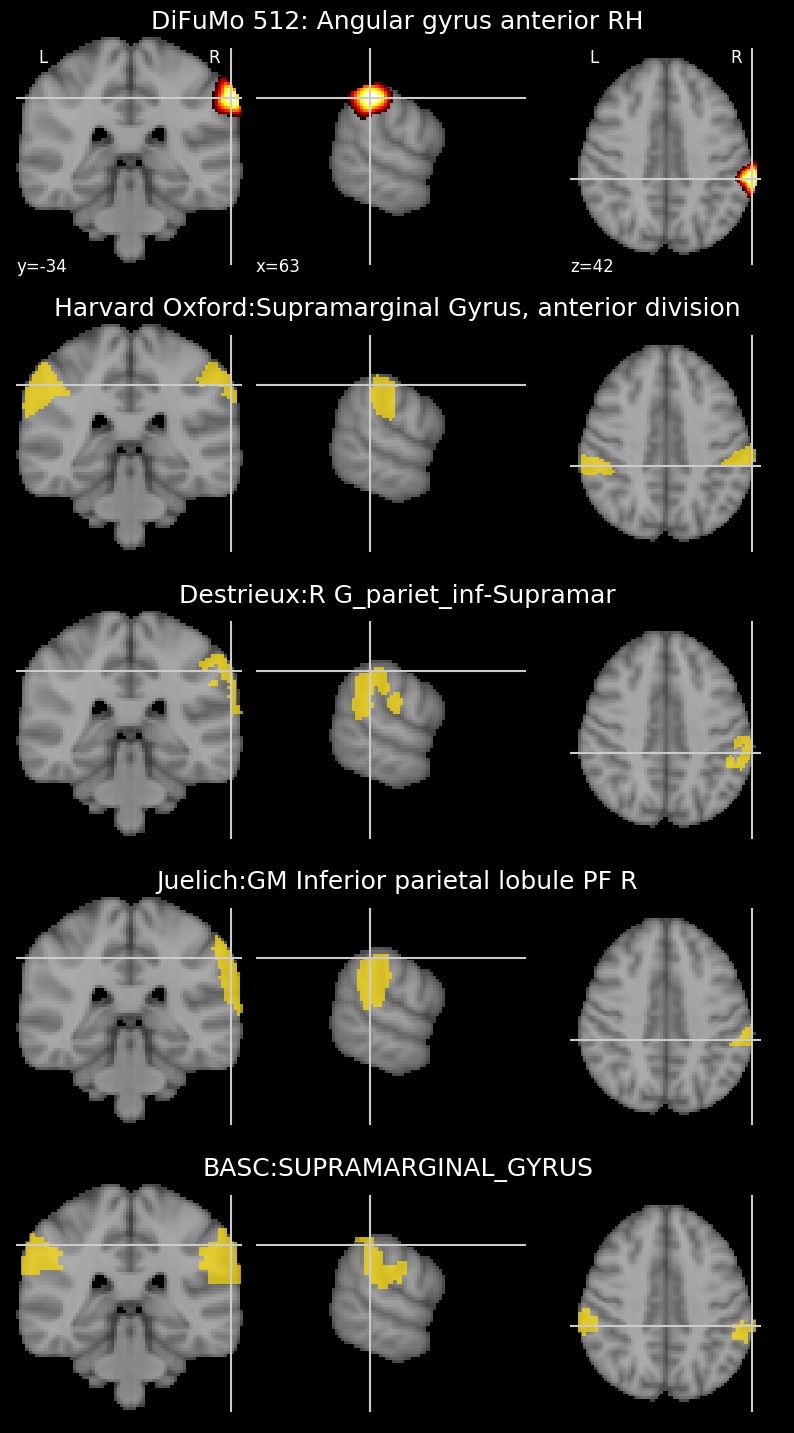 DiFuMo 512: Angular gyrus anterior RH
L R L R
y=-34 x=63 z=42
Harvard Oxford:Supramarginal Gyrus, anterior division
Destrieux:R G_pariet_inf-Supramar
Juelich:GM Inferior parietal lobule PF R
BASC:SUPRAMARGINAL_GYRUS